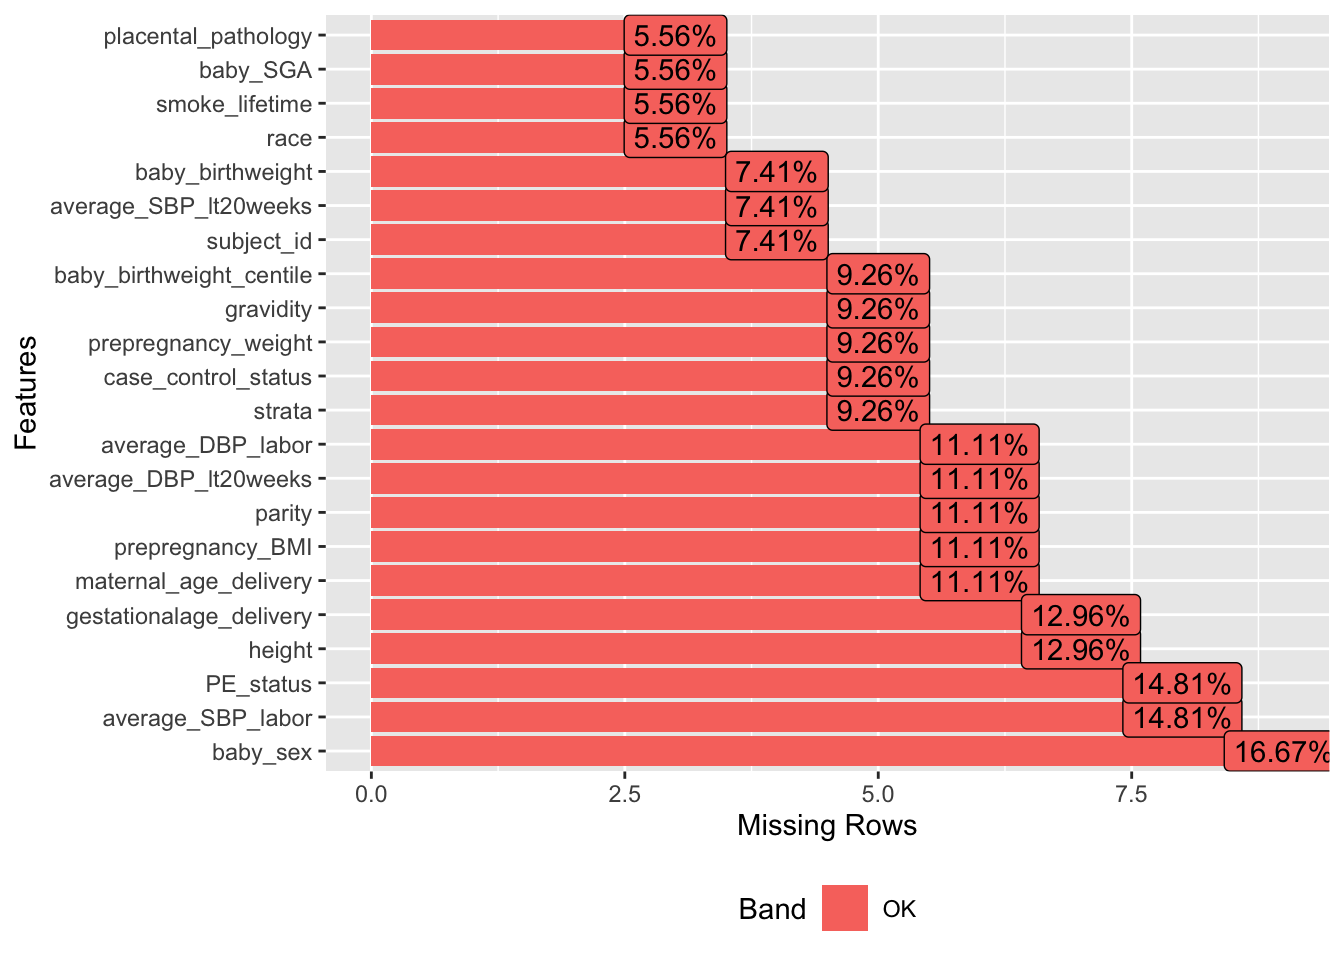 placental_pathology 5.56%
baby_SGA 5.56%
smoke_lifetime 5.56%
race 5.56%
baby_birthweight 7.41%
average_SBP_lt20weeks 7.41%
subject_id 7.41%
baby_birthweight_centile 9.26%
gravidity 9.26%
prepregnancy_weight 9.26%
case_control_status 9.26%
strata 9.26%
average_DBP_labor 11.11%
average_DBP_lt20weeks 11.11%
parity 11.11%
prepregnancy_BMI 11.11%
maternal_age_delivery 11.11%
gestationalage_delivery 12.96%
height 12.96%
PE_status 14.81%
average_SBP_labor 14.81%
baby_sex 16.67%
Features
0.0 2.5 5.0 7.5
Missing Rows
Band OK